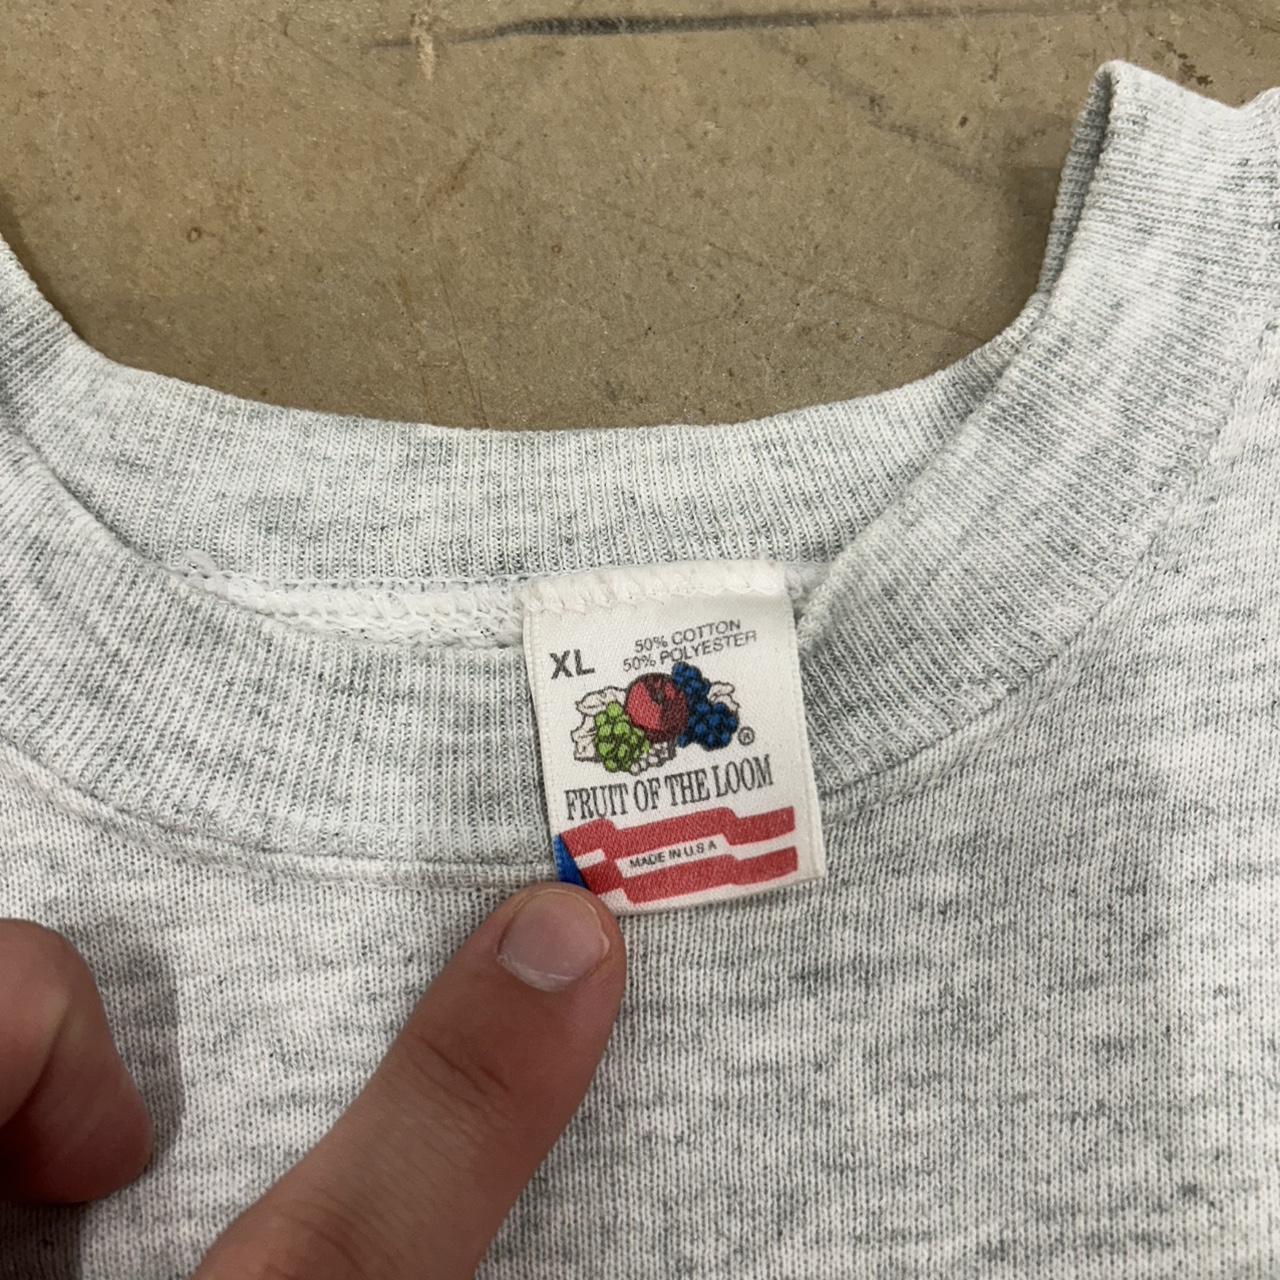 50% COTTON
XL 50% POLYESTER
®
FRUIT OF THE LOOM
MADE IN U.S A